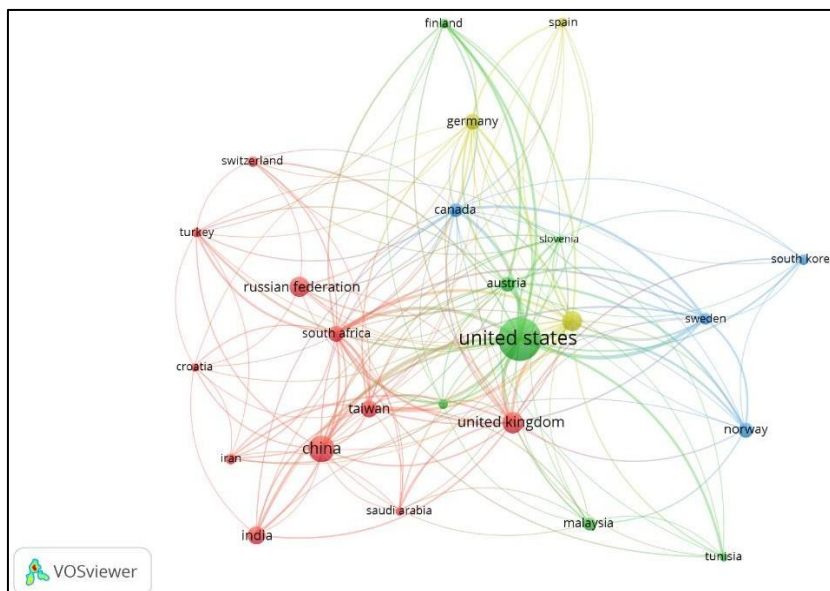 finland
spain
germany
switzerland
canada
turkey
slovenia
south kore
russian federation
austria
sweden
south africa
united states
croatia
taiwan
united kingdom
norway
china
iran
saudi arabia
malaysia
india
tunisia
VOSviewer